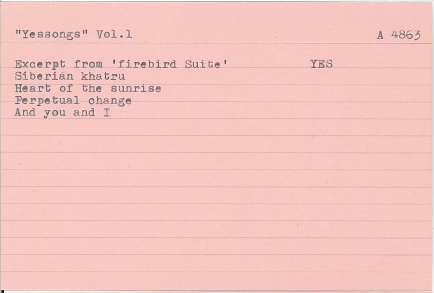 "Yessongs" Vol.1 A 4863
Excerpt from 'firebird Suite' YES
Siberian khatru
Heart of the sunrise
Perpetual change
And you and I